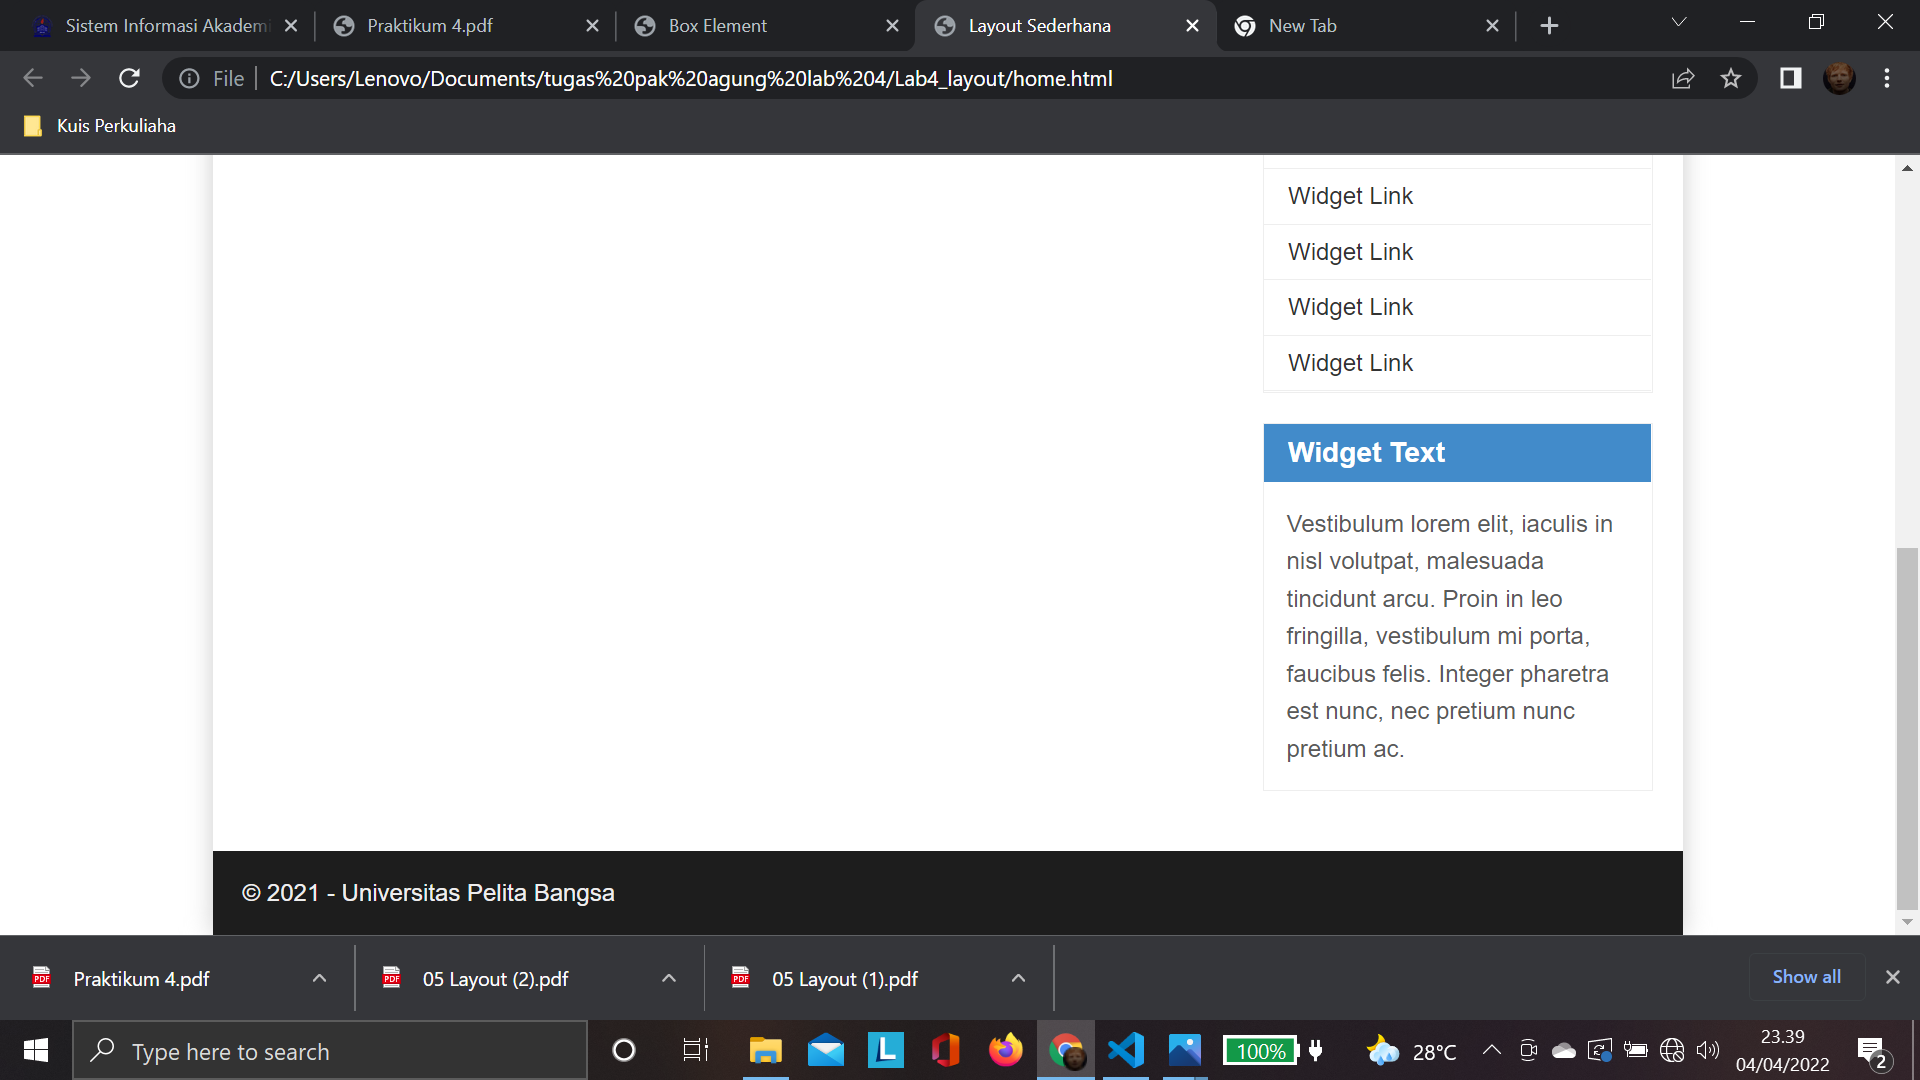 Sistem Informasi Akademi
Praktikum 4.pdf
Box Element
Layout Sederhana
New Tab
File
C:/Users/Lenovo/Documents/tugas%20pak%20agung%20lab%204/Lab4_layout/home.html
Kuis Perkuliaha
Widget Link
Widget Link
Widget Link
Widget Link
Widget Text
Vestibulum lorem elit, iaculis in
nisl volutpat, malesuada
tincidunt arcu. Proin in leo
fringilla, vestibulum mi porta,
faucibus felis. Integer pharetra
est nunc, nec pretium nunc
pretium ac.
© 2021 - Universitas Pelita Bangsa
Praktikum 4.pdf
05 Layout (2).pdf
05 Layout (1).pdf
Show all
Type here to search
100%
28°C
23.39
04/04/2022
2